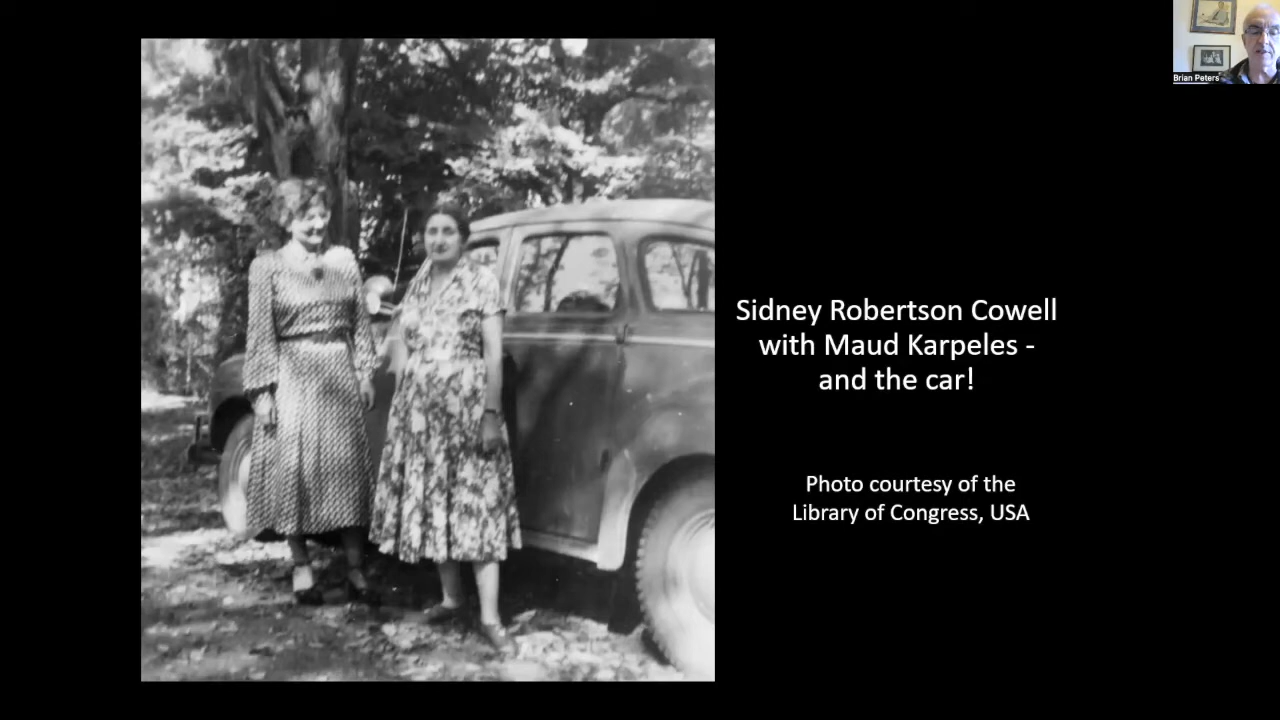 Brian Peters
Sidney Robertson Cowell
with Maud Karpeles -
and the car!
Photo courtesy of the
Library of Congress, USA